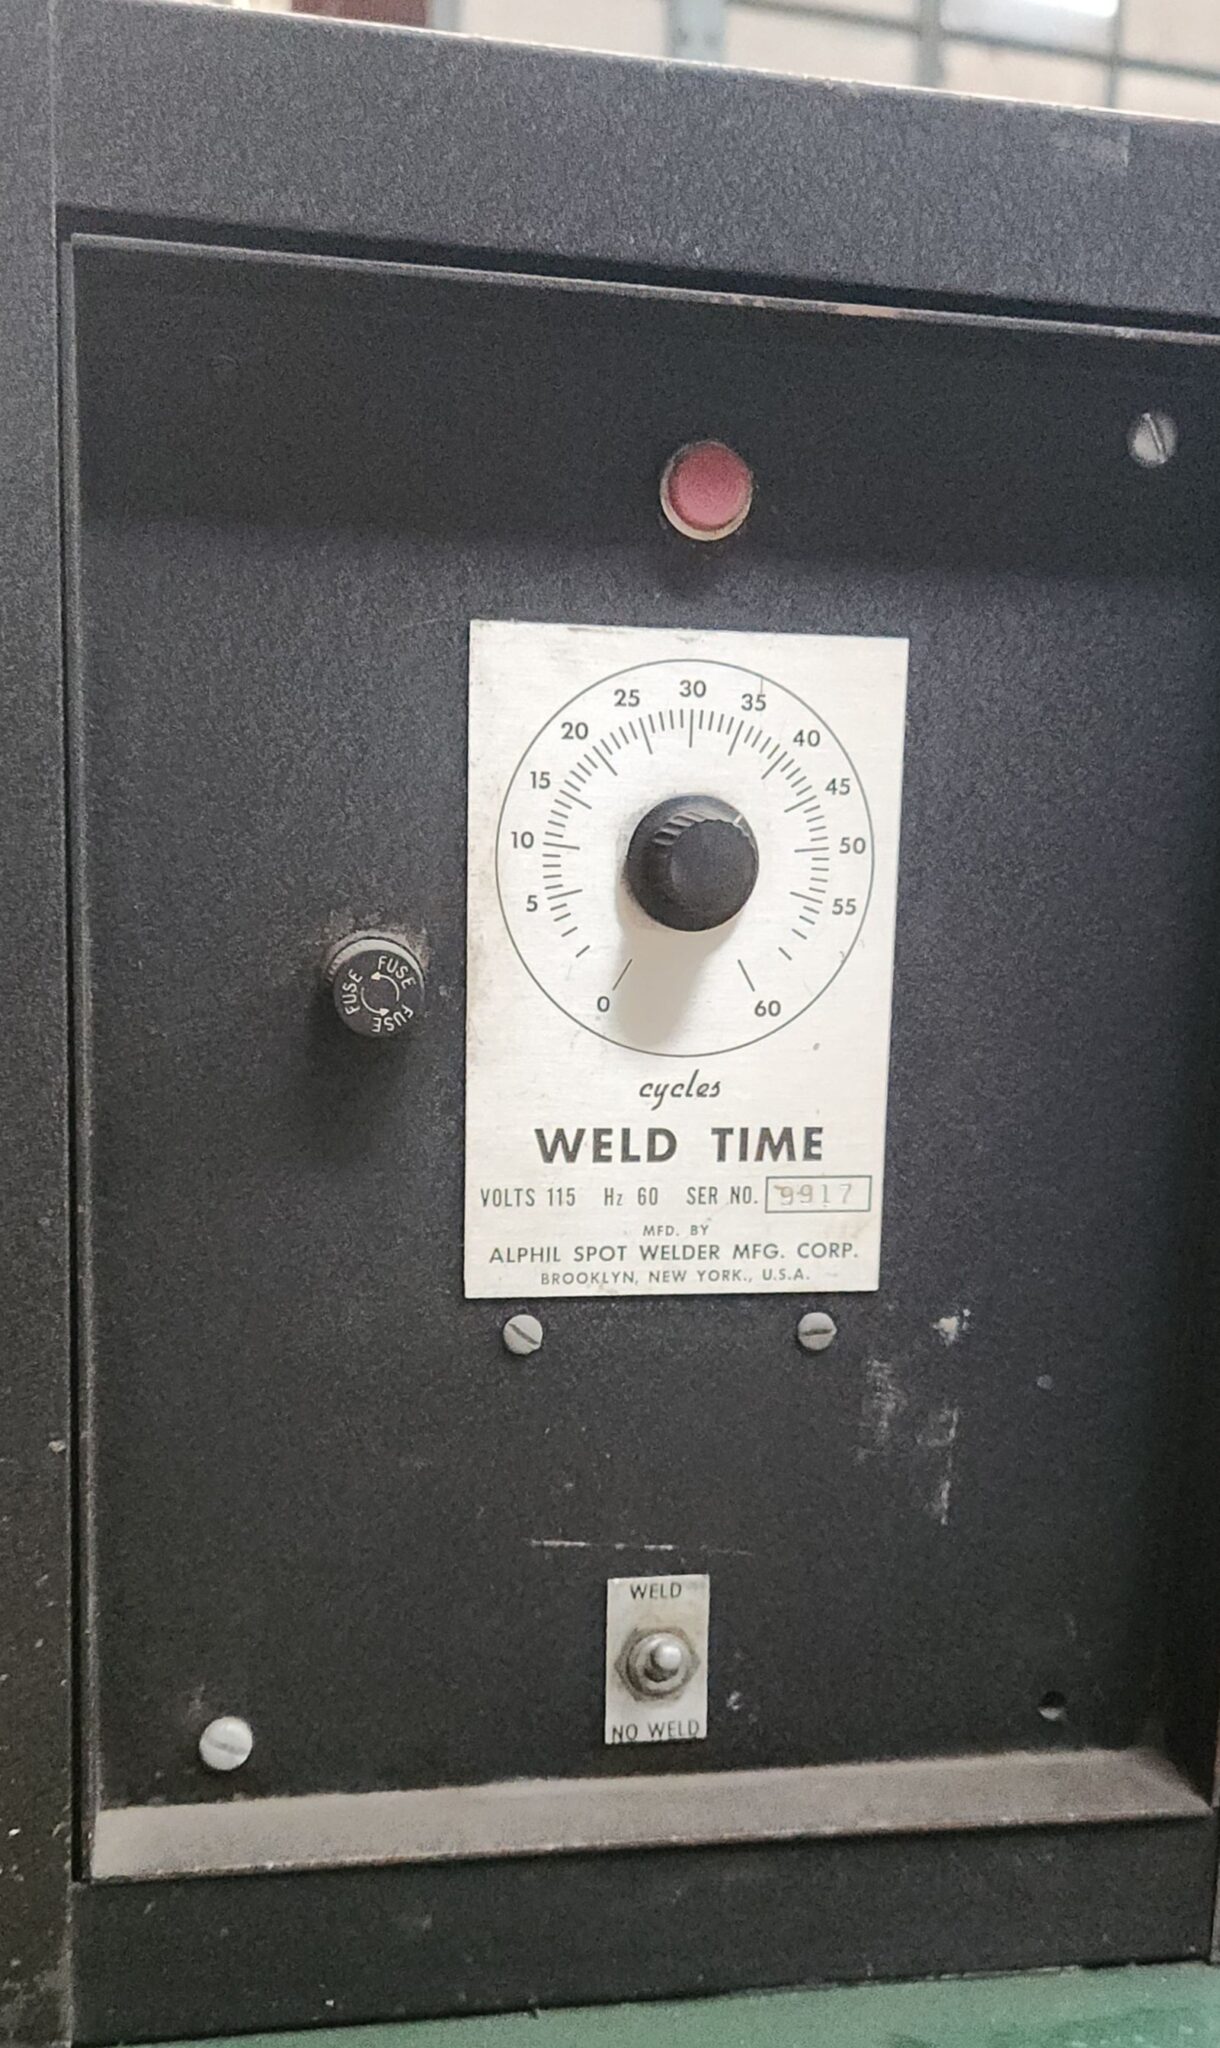 30
25 35
20 40
15 45
10 50
5 55
0 60
cycles
WELD TIME
VOLTS 115 Hz 60 SER NO. 9917
MFD. BY
ALPHIL SPOT WELDER MFG. CORP.
BROOKLYN, NEW YORK., U.S.A.
FUSE FUSE FUSE
WELD
NO WELD